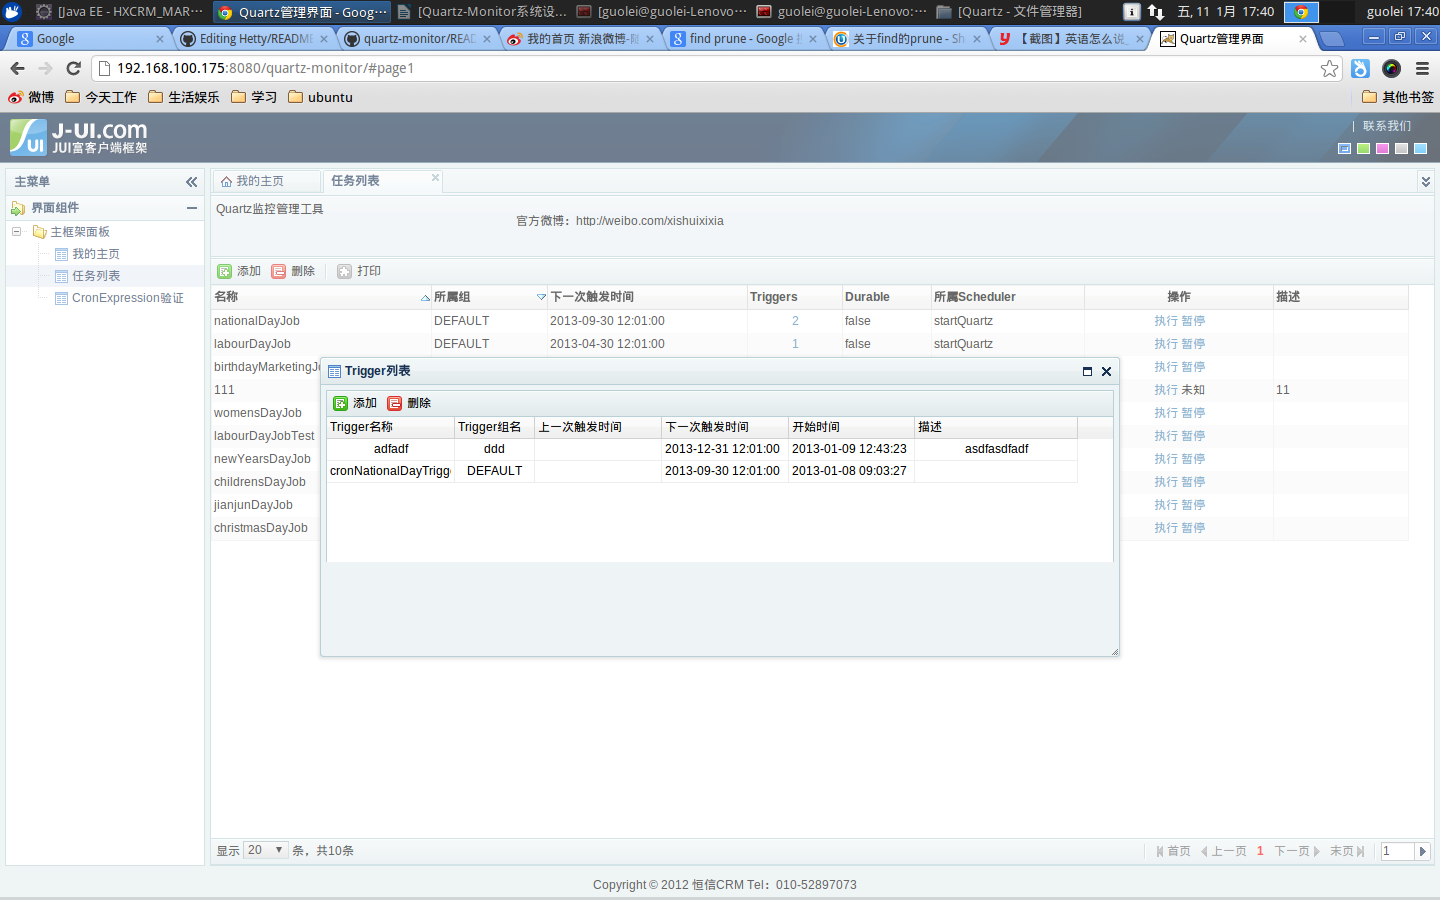 [Java EE - HXCRM_MAR··· Quartz管理界面 - Goog··· [Quartz-Monitor系统设... [guolei@guolei-Lenovo··· guolei@guolei-Lenovo:··· [Quartz - 文件管理器] 五, 11 1月 17:40 guolei 17:40
Google Editing Hetty/README quartz-monitor/READ 我的首页 新浪微博- find prune - Google 关于find的prune - Sh 【截图】英语怎么说_ Quartz管理界面
192.168.100.175:8080/quartz-monitor/#page1
微博 今天工作 生活娱乐 学习 ubuntu 其他书签
J-UI.com
JUI富客户端框架
UI
| 联系我们
主菜单
界面组件
主框架面板
我的主页
任务列表
CronExpression验证
我的主页 任务列表
Quartz监控管理工具
官方微博：http://weibo.com/xishuixixia
添加 删除 打印
名称 所属组 下一次触发时间 Triggers Durable 所属Scheduler 操作 描述
nationalDayJob DEFAULT 2013-09-30 12:01:00 2 false startQuartz 执行 暂停
labourDayJob DEFAULT 2013-04-30 12:01:00 1 false startQuartz 执行 暂停
birthdayMarketingJo 执行 暂停
111 执行 未知 11
womensDayJob 执行 暂停
labourDayJobTest 执行 暂停
newYearsDayJob 执行 暂停
childrensDayJob 执行 暂停
jianjunDayJob 执行 暂停
christmasDayJob 执行 暂停
Trigger列表
添加 删除
Trigger名称 Trigger组名 上一次触发时间 下一次触发时间 开始时间 描述
adfadf ddd 2013-12-31 12:01:00 2013-01-09 12:43:23 asdfasdfadf
cronNationalDayTrigge DEFAULT 2013-09-30 12:01:00 2013-01-08 09:03:27
显示 20 条，共10条
首页 上一页 1 下一页 末页 1
Copyright © 2012 恒信CRM Tel：010-52897073